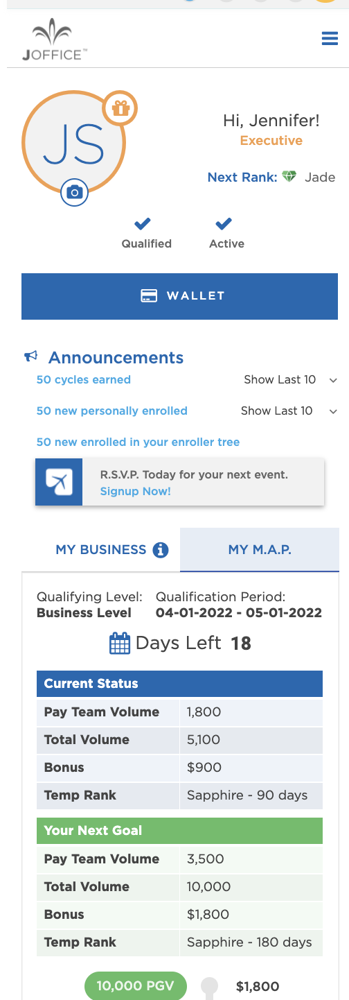 JOFFICE™
JS
Hi, Jennifer!
Executive
Next Rank: Jade
Qualified Active
WALLET
Announcements
50 cycles earned Show Last 10
50 new personally enrolled Show Last 10
50 new enrolled in your enroller tree
R.S.V.P. Today for your next event.
Signup Now!
MY BUSINESS MY M.A.P.
Qualifying Level: Qualification Period:
Business Level 04-01-2022 - 05-01-2022
Days Left 18
Current Status
Pay Team Volume 1,800
Total Volume 5,100
Bonus $900
Temp Rank Sapphire - 90 days
Your Next Goal
Pay Team Volume 3,500
Total Volume 10,000
Bonus $1,800
Temp Rank Sapphire - 180 days
10,000 PGV $1,800